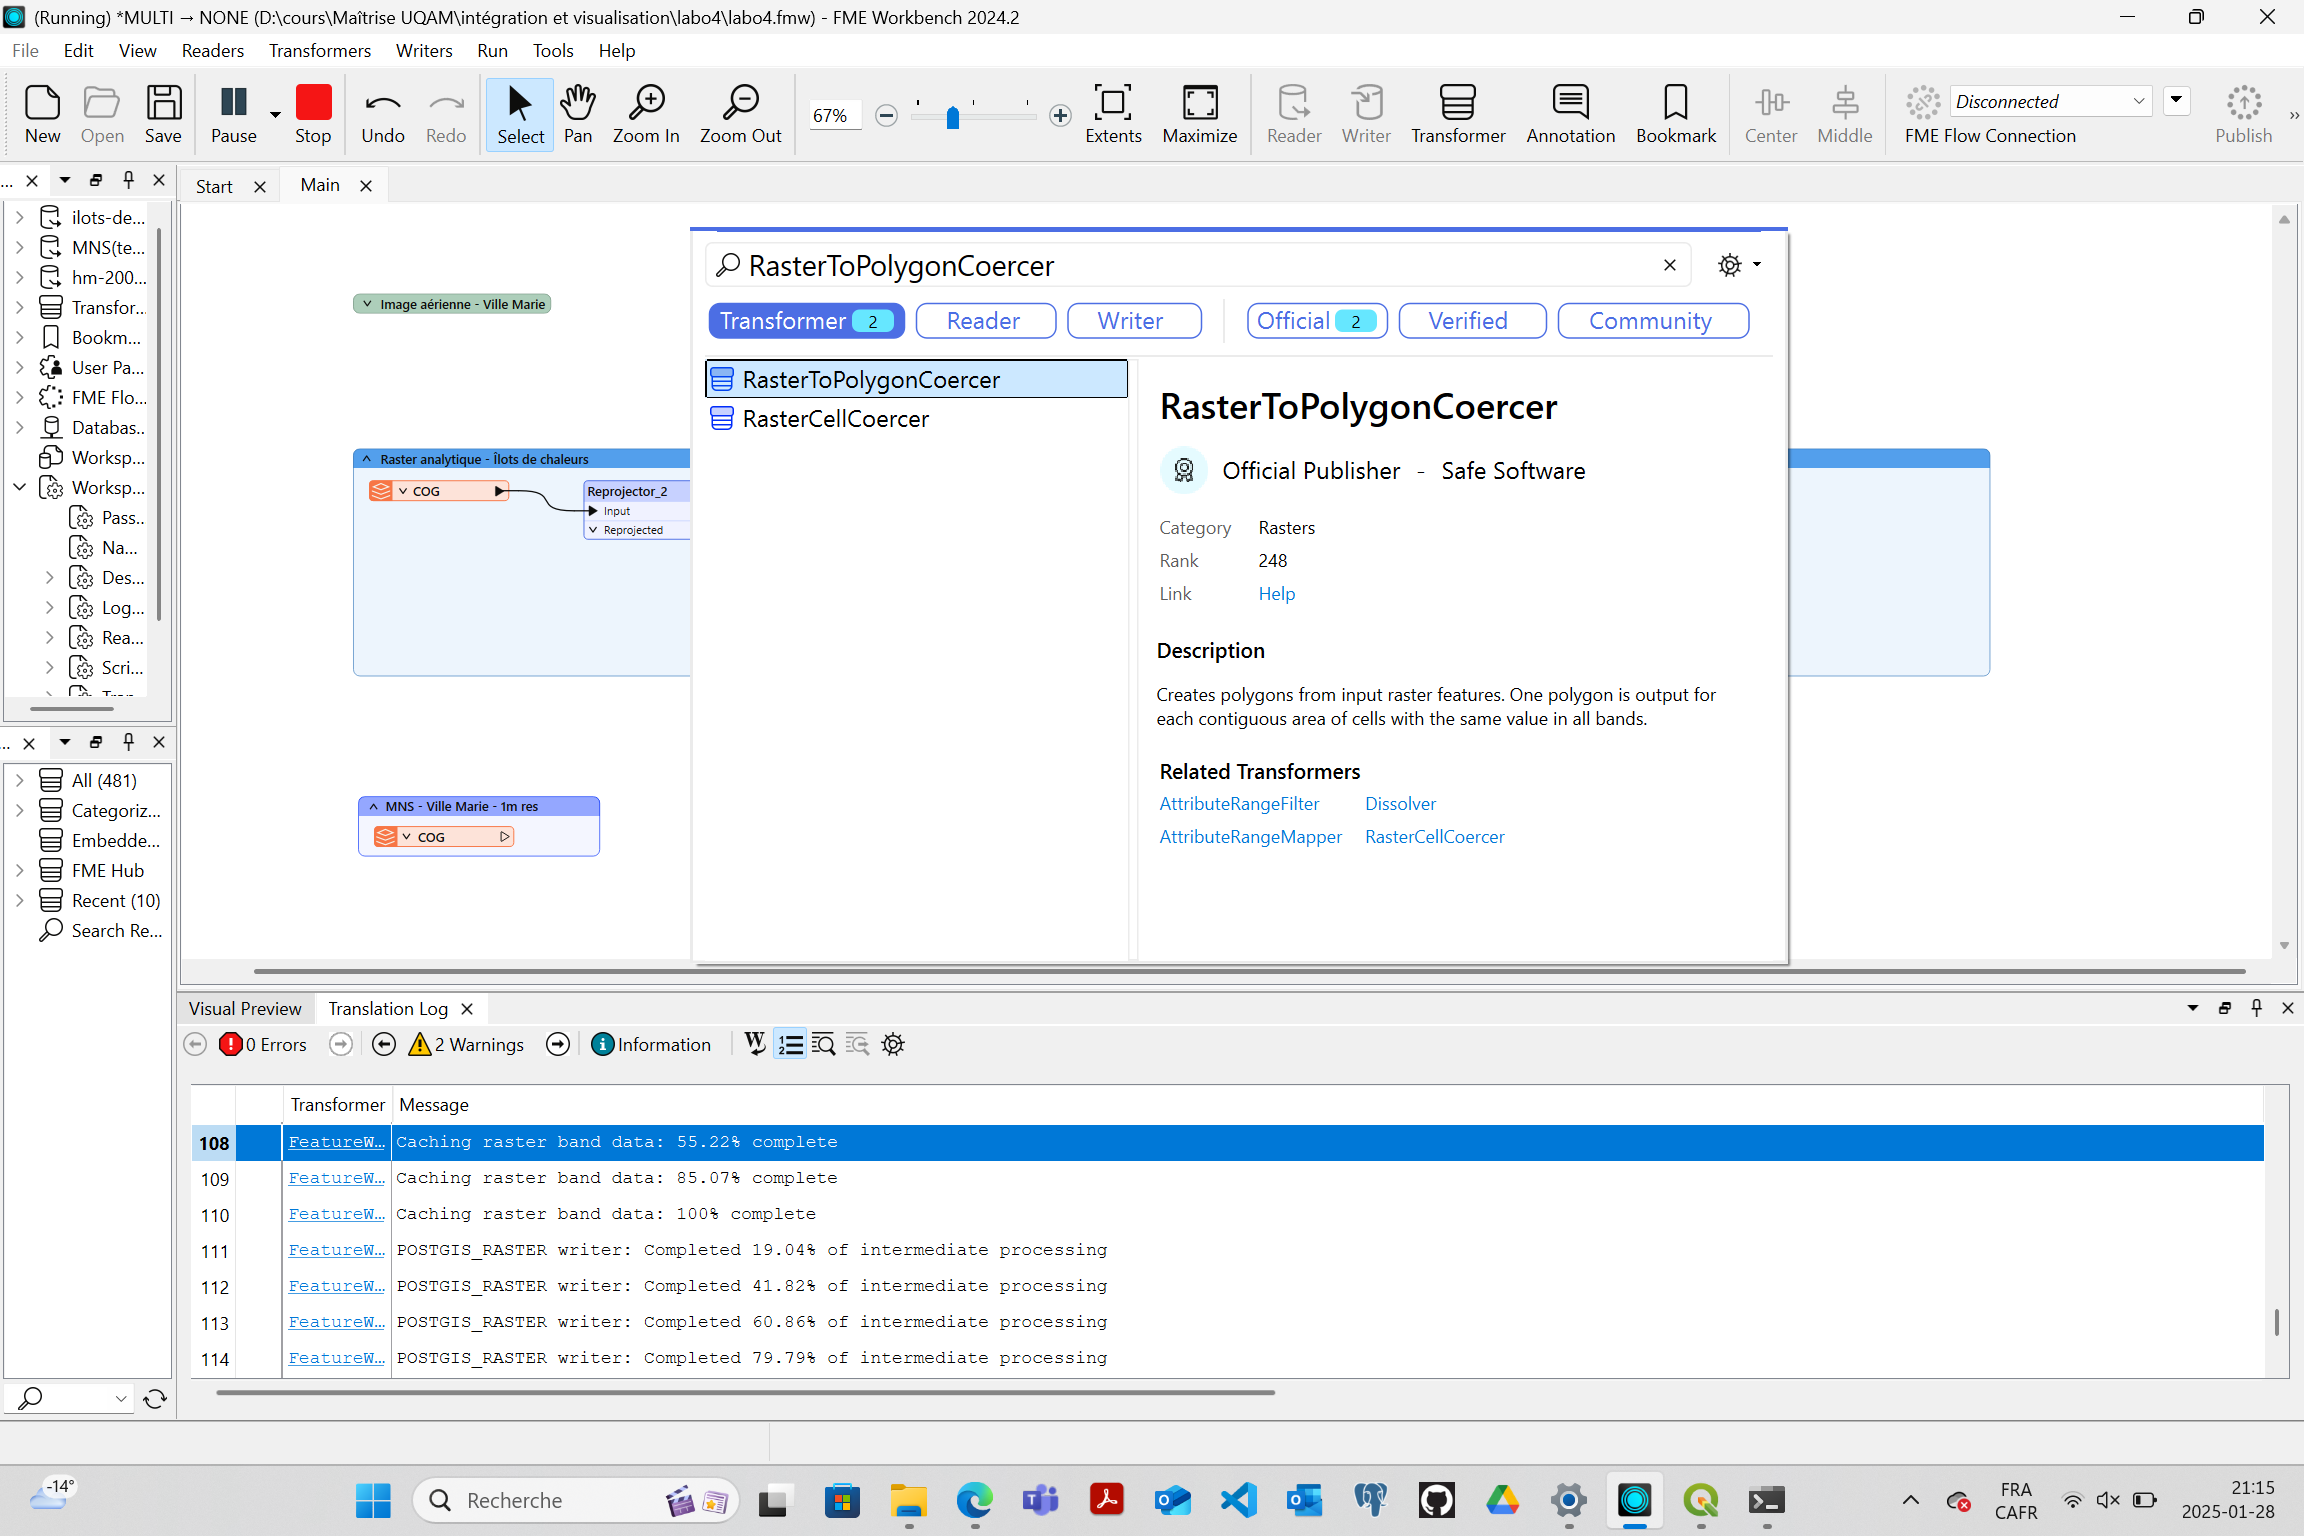 (Running) *MULTI → NONE (D:\cours\Maîtrise UQAM\intégration et visualisation\labo4\labo4.fmw) - FME Workbench 2024.2
File Edit View Readers Transformers Writers Run Tools Help
New Open Save Pause Stop Undo Redo Select Pan Zoom In Zoom Out 67% Extents Maximize Reader Writer Transformer Annotation Bookmark Center Middle Disconnected FME Flow Connection Publish
Start Main
ilots-de...
MNS(te...
hm-200...
Transfor...
Bookm...
User Pa...
FME Flo...
Databas...
Worksp...
Worksp...
Pass...
Na...
Des...
Log...
Rea...
Scri...
All (481)
Categoriz...
Embedde...
FME Hub
Recent (10)
Search Re...
Image aérienne - Ville Marie
Raster analytique - Îlots de chaleurs
COG
Reprojector_2
Input
Reprojected
MNS - Ville Marie - 1m res
COG
RasterToPolygonCoercer
Transformer 2 Reader Writer Official 2 Verified Community
RasterToPolygonCoercer
RasterCellCoercer
RasterToPolygonCoercer
Official Publisher - Safe Software
Category Rasters
Rank 248
Link Help
Description
Creates polygons from input raster features. One polygon is output for
each contiguous area of cells with the same value in all bands.
Related Transformers
AttributeRangeFilter Dissolver
AttributeRangeMapper RasterCellCoercer
Visual Preview Translation Log
0 Errors 2 Warnings Information
Transformer Message
108 FeatureW... Caching raster band data: 55.22% complete
109 FeatureW... Caching raster band data: 85.07% complete
110 FeatureW... Caching raster band data: 100% complete
111 FeatureW... POSTGIS_RASTER writer: Completed 19.04% of intermediate processing
112 FeatureW... POSTGIS_RASTER writer: Completed 41.82% of intermediate processing
113 FeatureW... POSTGIS_RASTER writer: Completed 60.86% of intermediate processing
114 FeatureW... POSTGIS_RASTER writer: Completed 79.79% of intermediate processing
-14°
Recherche
FRA
CAFR
21:15
2025-01-28